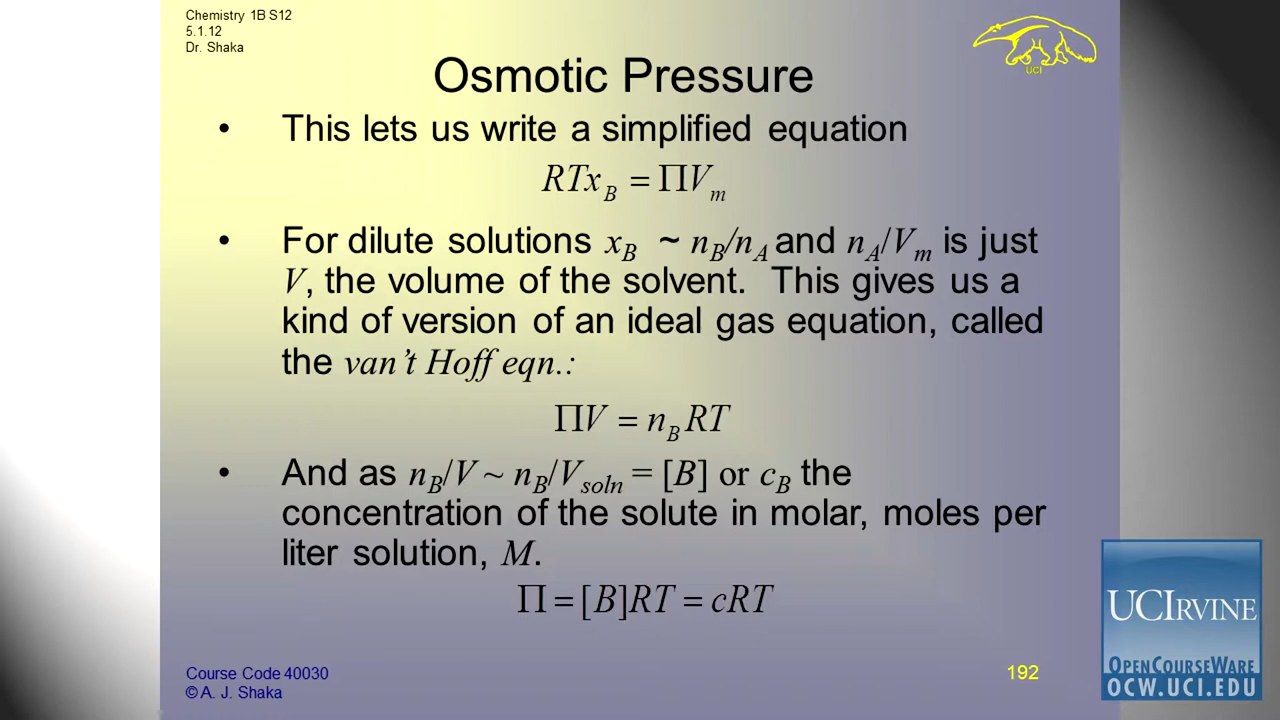 Chemistry 1B S12
5.1.12
Dr. Shaka
UCI
Osmotic Pressure
• This lets us write a simplified equation
RTx_B = ΠV_m
• For dilute solutions x_B ~ n_B/n_A and n_A/V_m is just
V, the volume of the solvent. This gives us a
kind of version of an ideal gas equation, called
the van't Hoff eqn.:
ΠV = n_B RT
• And as n_B/V ~ n_B/V_soln = [B] or c_B the
concentration of the solute in molar, moles per
liter solution, M.
Π = [B]RT = cRT
Course Code 40030
© A. J. Shaka
192
UCIRVINE
OPENCOURSEWARE
OCW.UCI.EDU